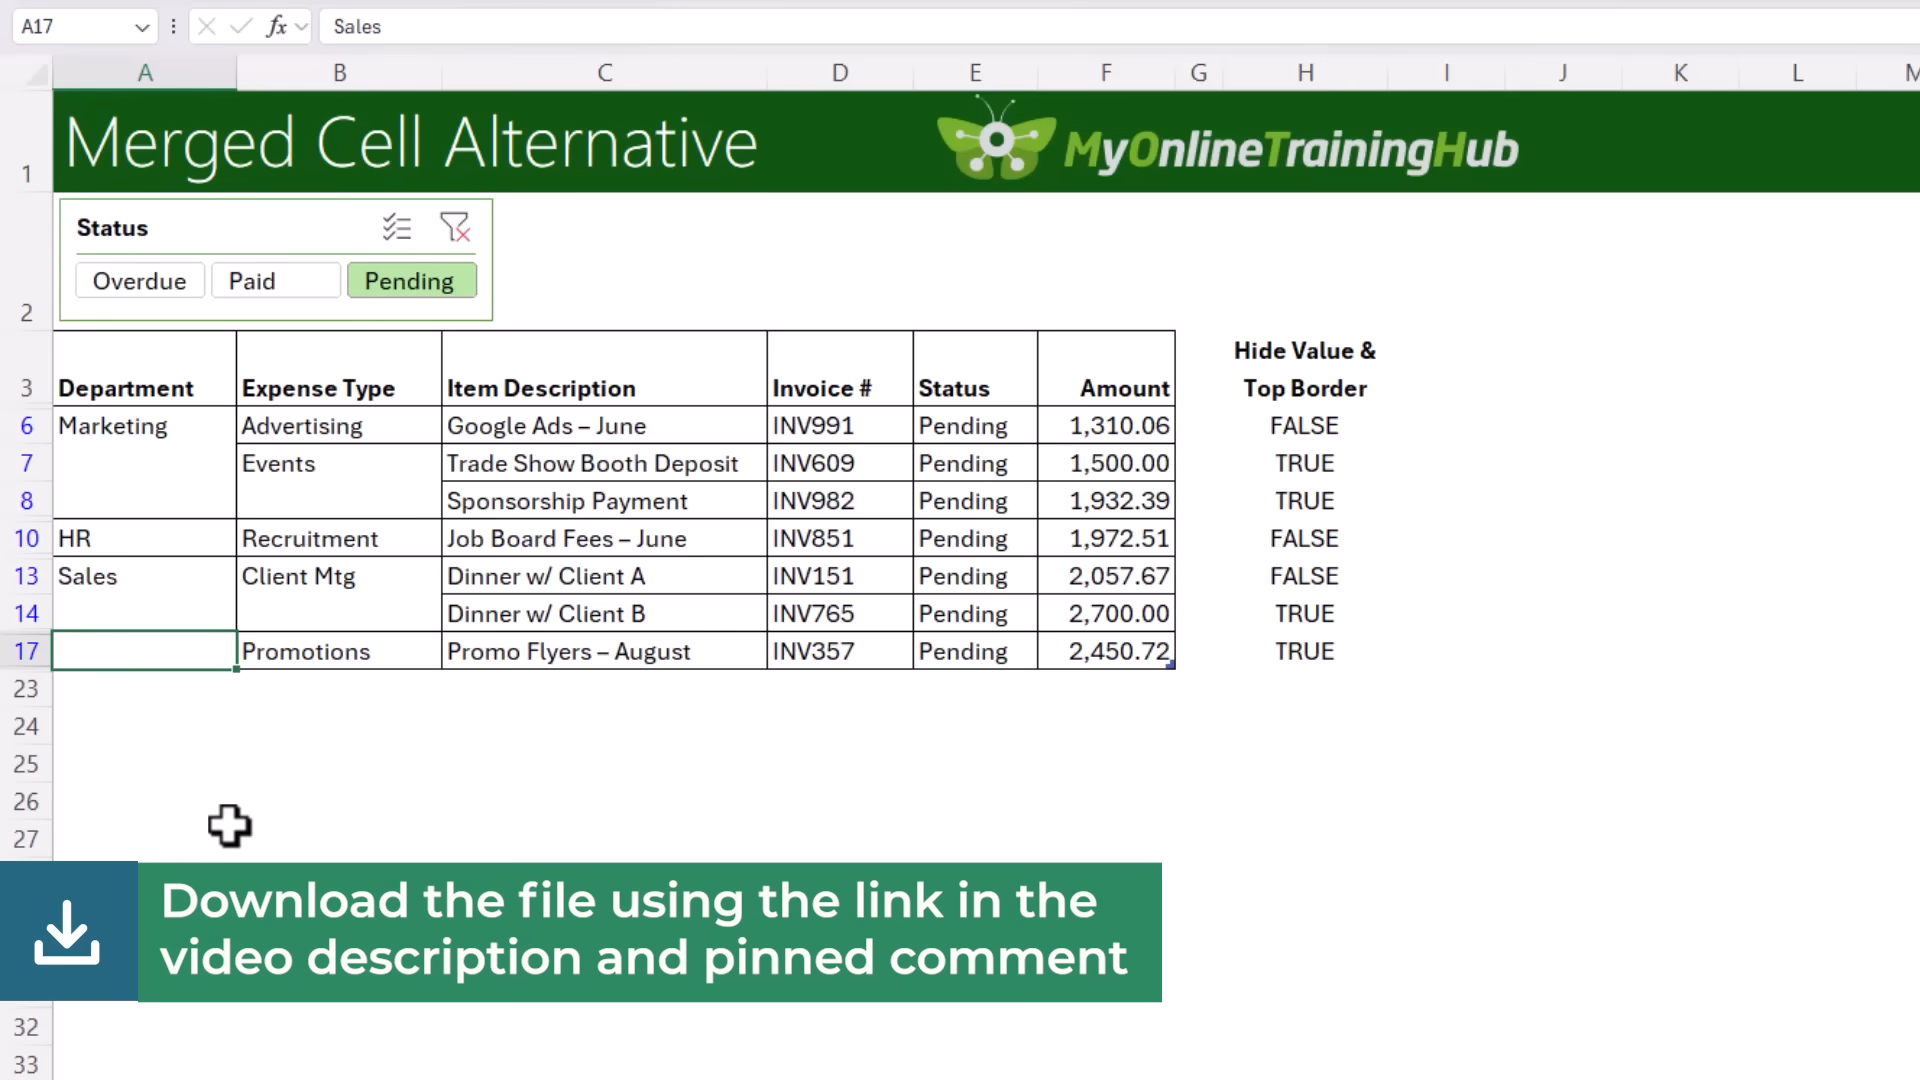 A17 fx Sales
A B C D E F G H I J K L M
1 Merged Cell Alternative MyOnlineTrainingHub
Status
Overdue Paid Pending
2
Hide Value &
3 Department Expense Type Item Description Invoice # Status Amount Top Border
6 Marketing Advertising Google Ads – June INV991 Pending 1,310.06 FALSE
7 Events Trade Show Booth Deposit INV609 Pending 1,500.00 TRUE
8 Sponsorship Payment INV982 Pending 1,932.39 TRUE
10 HR Recruitment Job Board Fees – June INV851 Pending 1,972.51 FALSE
13 Sales Client Mtg Dinner w/ Client A INV151 Pending 2,057.67 FALSE
14 Dinner w/ Client B INV765 Pending 2,700.00 TRUE
17 Promotions Promo Flyers – August INV357 Pending 2,450.72 TRUE
23
24
25
26
27
Download the file using the link in the
video description and pinned comment
32
33